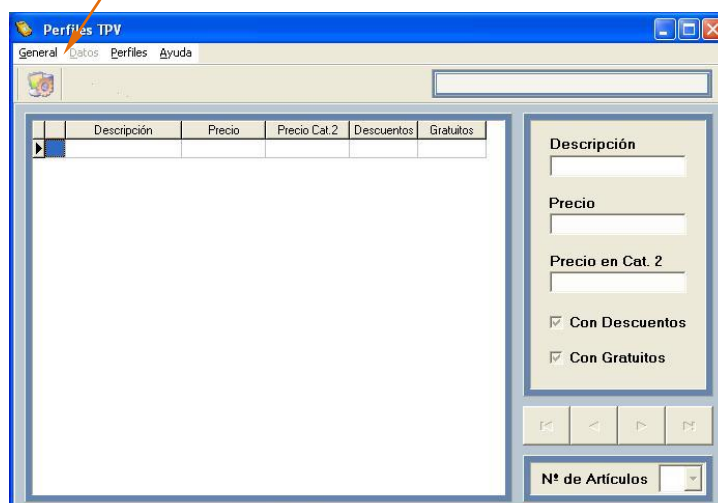 Perfiles TPV
General Datos Perfiles Ayuda
Descripción Precio Precio Cat.2 Descuentos Gratuitos
Descripción
Precio
Precio en Cat. 2
Con Descuentos
Con Gratuitos
Nº de Artículos